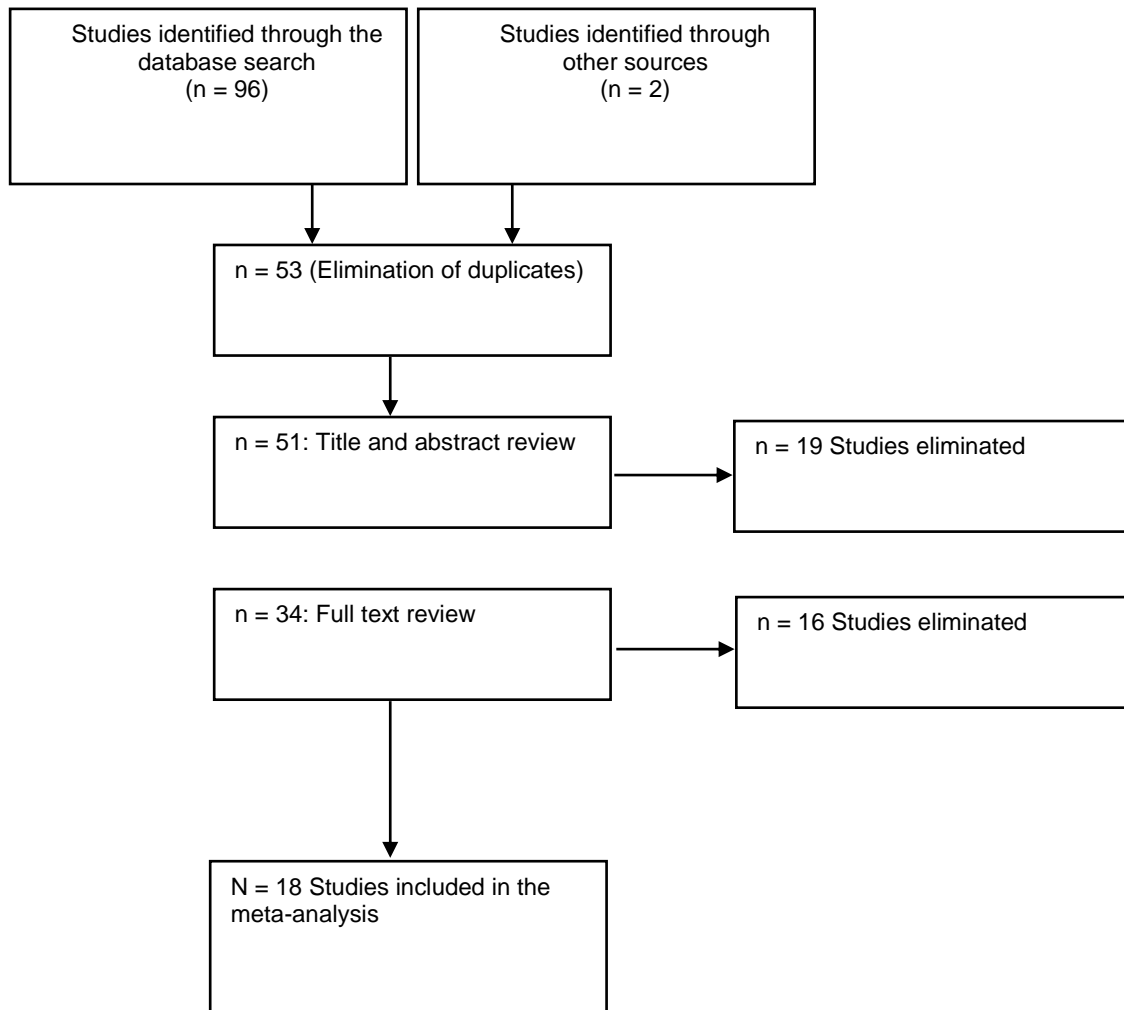 Studies identified through the
database search
(n = 96)
Studies identified through
other sources
(n = 2)
n = 53 (Elimination of duplicates)
n = 51: Title and abstract review
n = 19 Studies eliminated
n = 34: Full text review
n = 16 Studies eliminated
N = 18 Studies included in the
meta-analysis